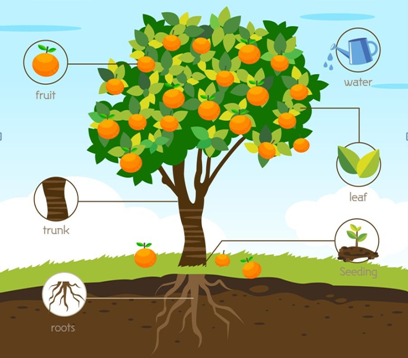 water
fruit
leaf
trunk
Seeding
roots